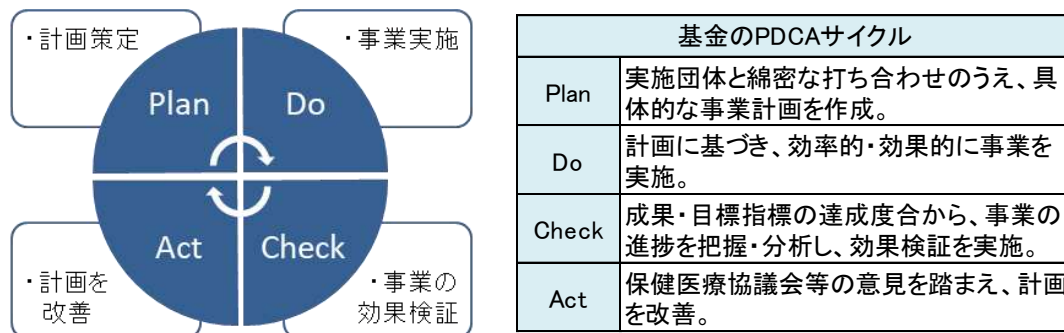 ・計画策定
・事業実施
Plan
Do
Act
Check
・計画を
改善
・事業の
効果検証
基金のPDCAサイクル
Plan
実施団体と綿密な打ち合わせのうえ、具
体的な事業計画を作成。
Do
計画に基づき、効率的・効果的に事業を
実施。
Check
成果・目標指標の達成度合から、事業の
進捗を把握・分析し、効果検証を実施。
Act
保健医療協議会等の意見を踏まえ、計画
を改善。